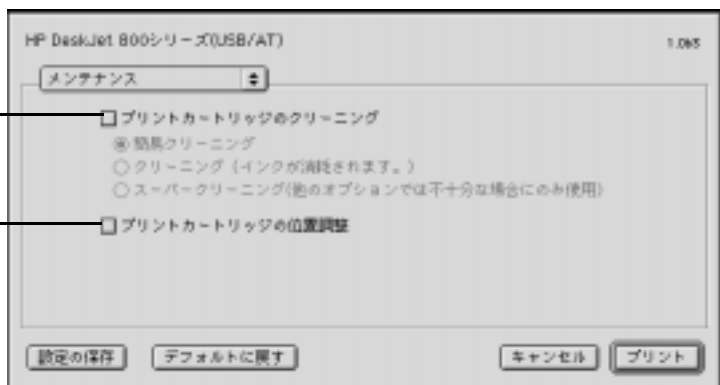 HP DeskJet 800シリーズ(USB/AT)
メンテナンス
プリントカートリッジのクリーニング
簡易クリーニング
クリーニング (インクが消耗されます。)
スーパークリーニング(他のオプションでは不十分な場合にのみ使用)
プリントカートリッジの位置調整
設定の保存 デフォルトに戻す キャンセル プリント